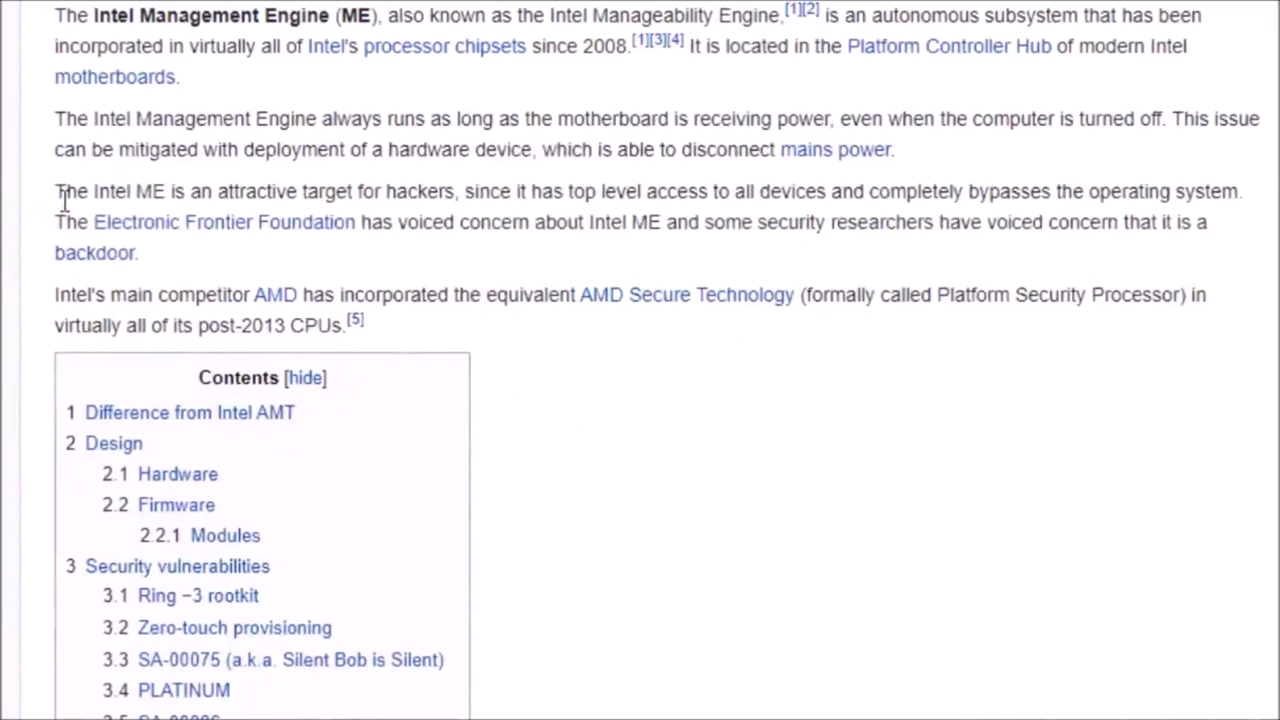 The Intel Management Engine (ME), also known as the Intel Manageability Engine,[1][2] is an autonomous subsystem that has been
incorporated in virtually all of Intel's processor chipsets since 2008.[1][3][4] It is located in the Platform Controller Hub of modern Intel
motherboards.
The Intel Management Engine always runs as long as the motherboard is receiving power, even when the computer is turned off. This issue
can be mitigated with deployment of a hardware device, which is able to disconnect mains power.
The Intel ME is an attractive target for hackers, since it has top level access to all devices and completely bypasses the operating system.
The Electronic Frontier Foundation has voiced concern about Intel ME and some security researchers have voiced concern that it is a
backdoor.
Intel's main competitor AMD has incorporated the equivalent AMD Secure Technology (formally called Platform Security Processor) in
virtually all of its post-2013 CPUs.[5]
Contents [hide]
1 Difference from Intel AMT
2 Design
2.1 Hardware
2.2 Firmware
2.2.1 Modules
3 Security vulnerabilities
3.1 Ring −3 rootkit
3.2 Zero-touch provisioning
3.3 SA-00075 (a.k.a. Silent Bob is Silent)
3.4 PLATINUM